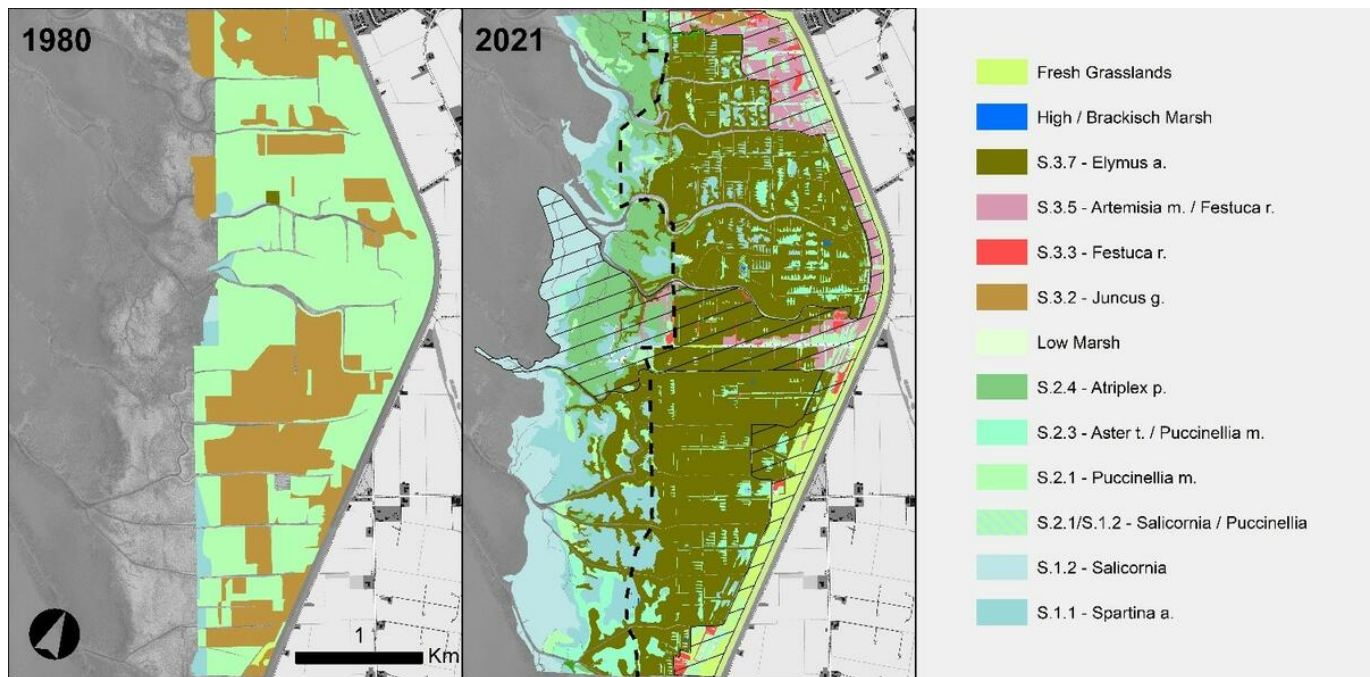 1980
2021
1
Km
Fresh Grasslands
High / Brackisch Marsh
S.3.7 - Elymus a.
S.3.5 - Artemisia m. / Festuca r.
S.3.3 - Festuca r.
S.3.2 - Juncus g.
Low Marsh
S.2.4 - Atriplex p.
S.2.3 - Aster t. / Puccinellia m.
S.2.1 - Puccinellia m.
S.2.1/S.1.2 - Salicornia / Puccinellia
S.1.2 - Salicornia
S.1.1 - Spartina a.